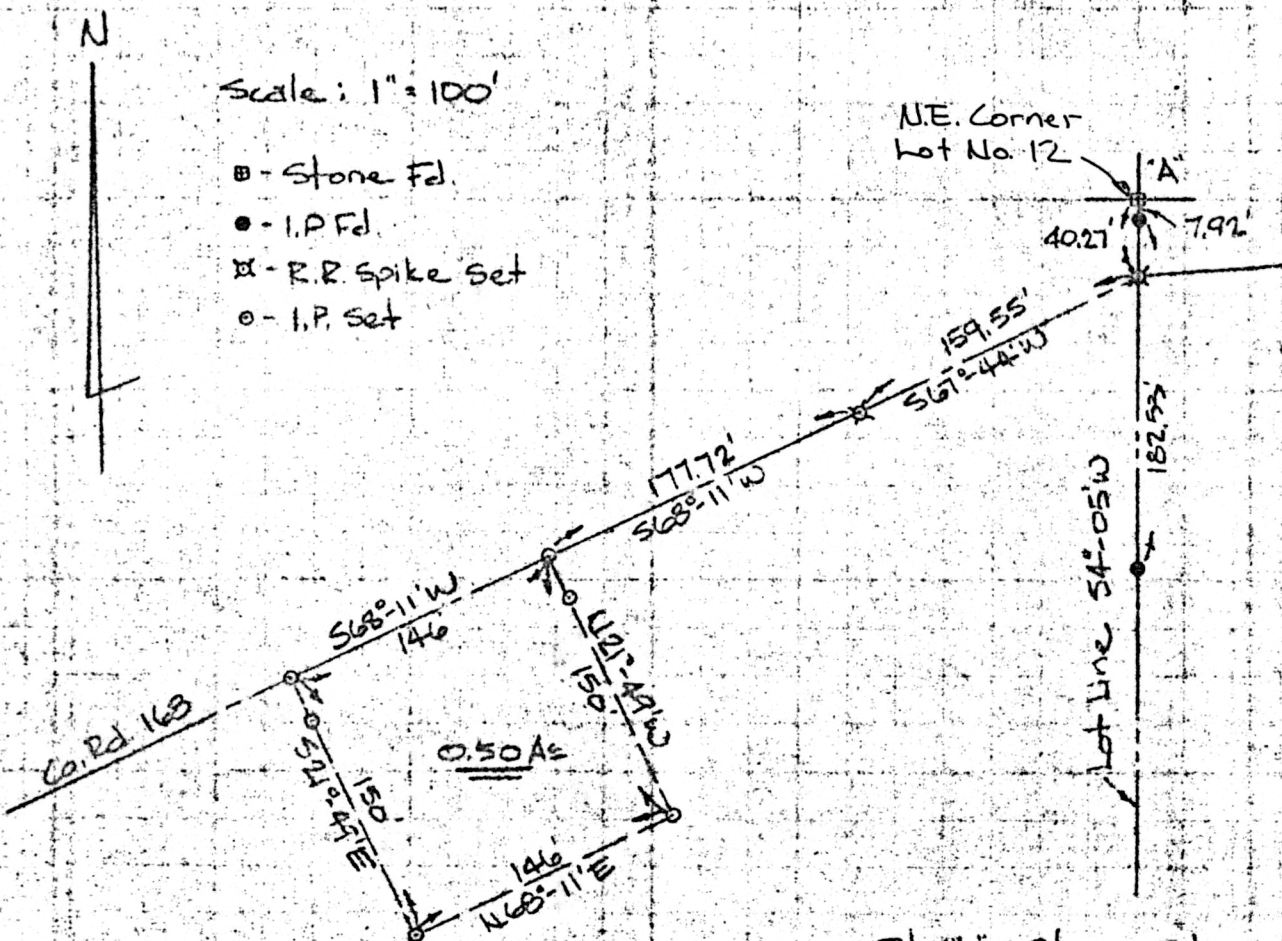 N
Scale: 1" = 100'
- Stone Fd.
- I.P Fd.
- R.R. Spike Set
- I.P. Set
N.E. Corner
Lot No. 12
"A"
40.27'
7.92'
159.55'
S67°-44'W
182.53'
177.72'
S68°-11'W
Lot Line S4°-05'W
S68°-11'W
146
N21°-49'W
150'
Co. Rd. 168
0.50 Ac
S21°-49'E
150
146'
N68°-11'E